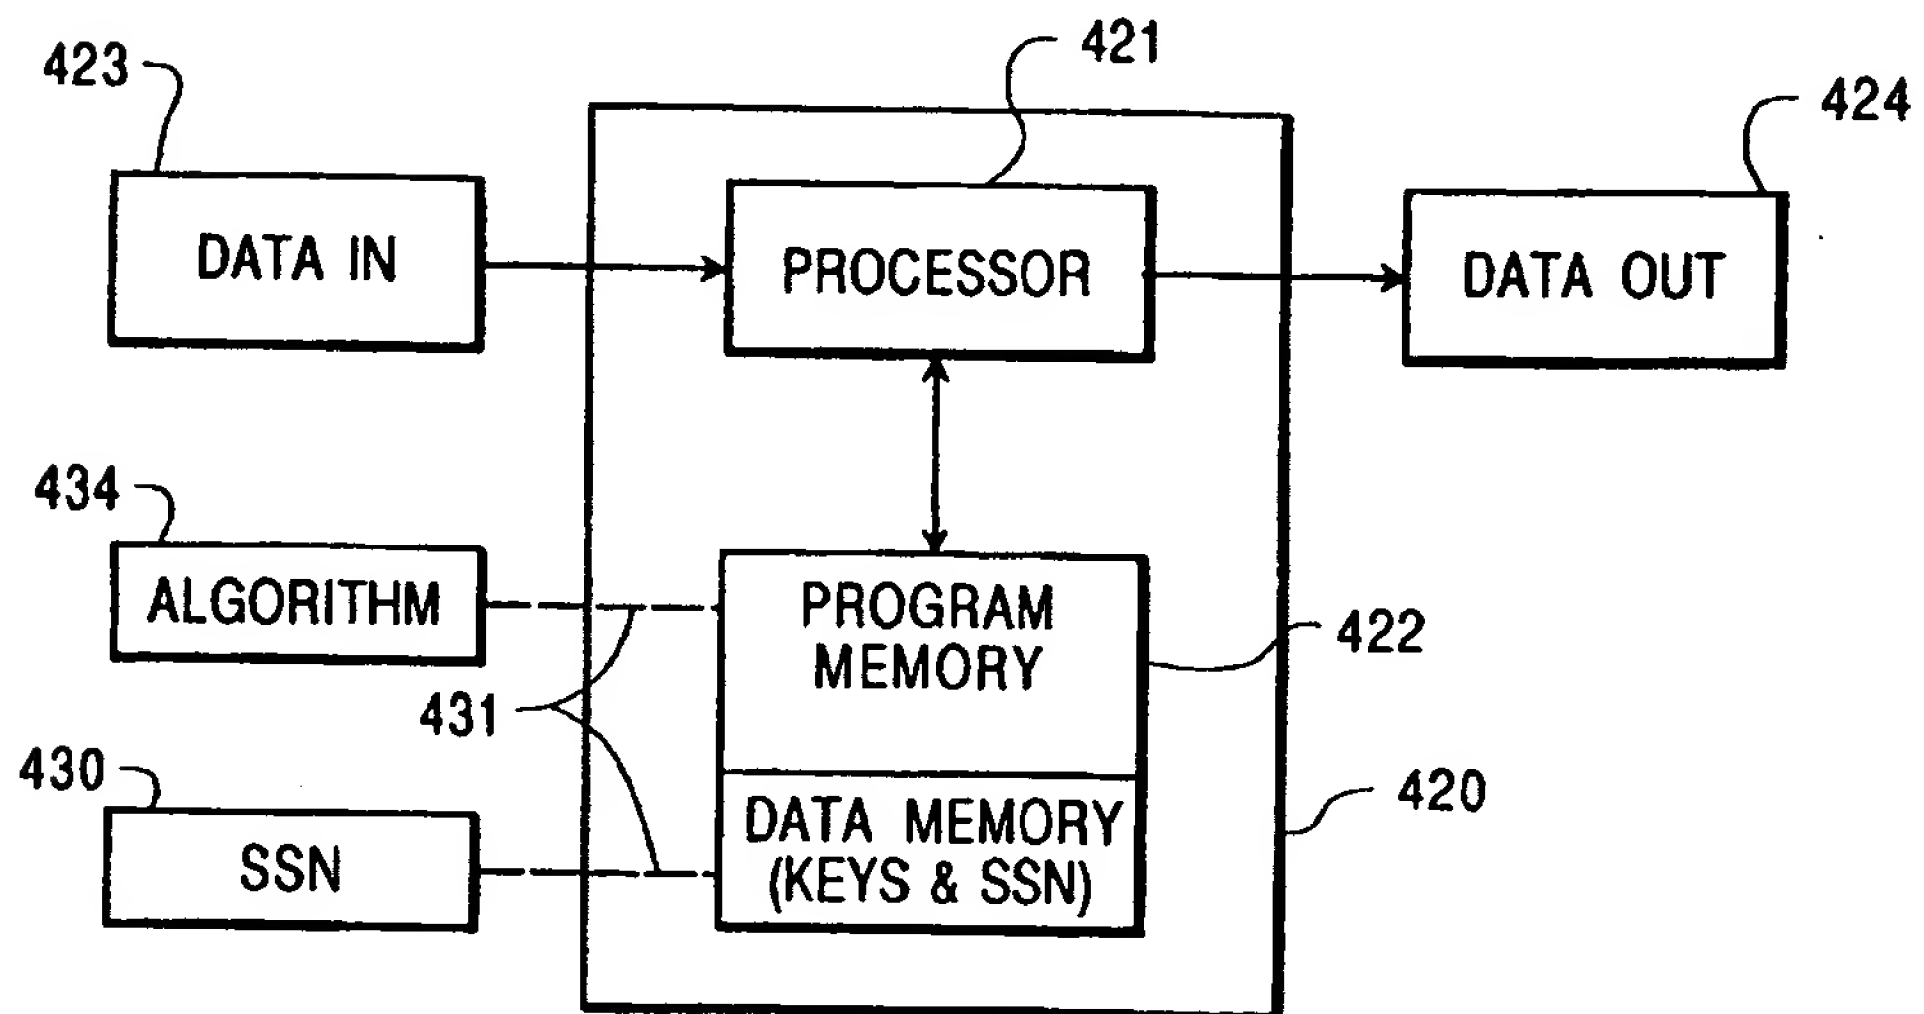 421
423
424
DATA IN
PROCESSOR
DATA OUT
434
ALGORITHM
PROGRAM
MEMORY
422
431
430
420
SSN
DATA MEMORY
(KEYS & SSN)